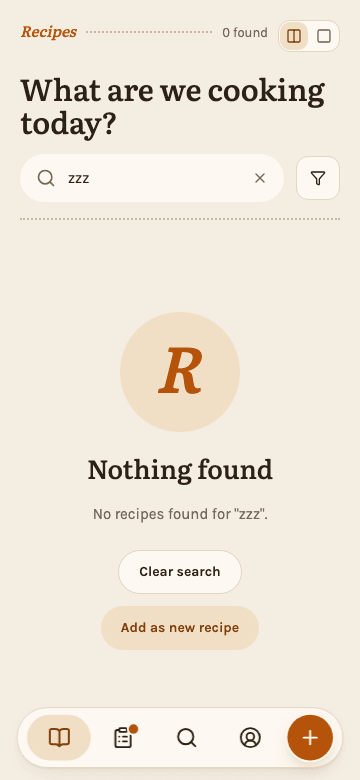 Recipes
0 found
What are we cooking
today?
zzz
R
Nothing found
No recipes found for "zzz".
Clear search
Add as new recipe